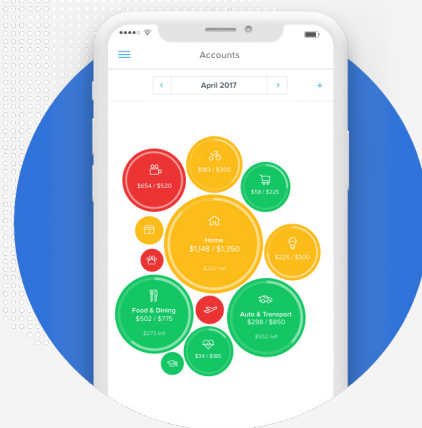 Accounts
<
April 2017
>
+
$654 / $520
$183 / $300
$58 / $225
Home
$1,148 / $1,350
$202 left
$225 / $300
Food & Dining
$502 / $775
$273 left
Auto & Transport
$298 / $850
$552 left
$34 / $165